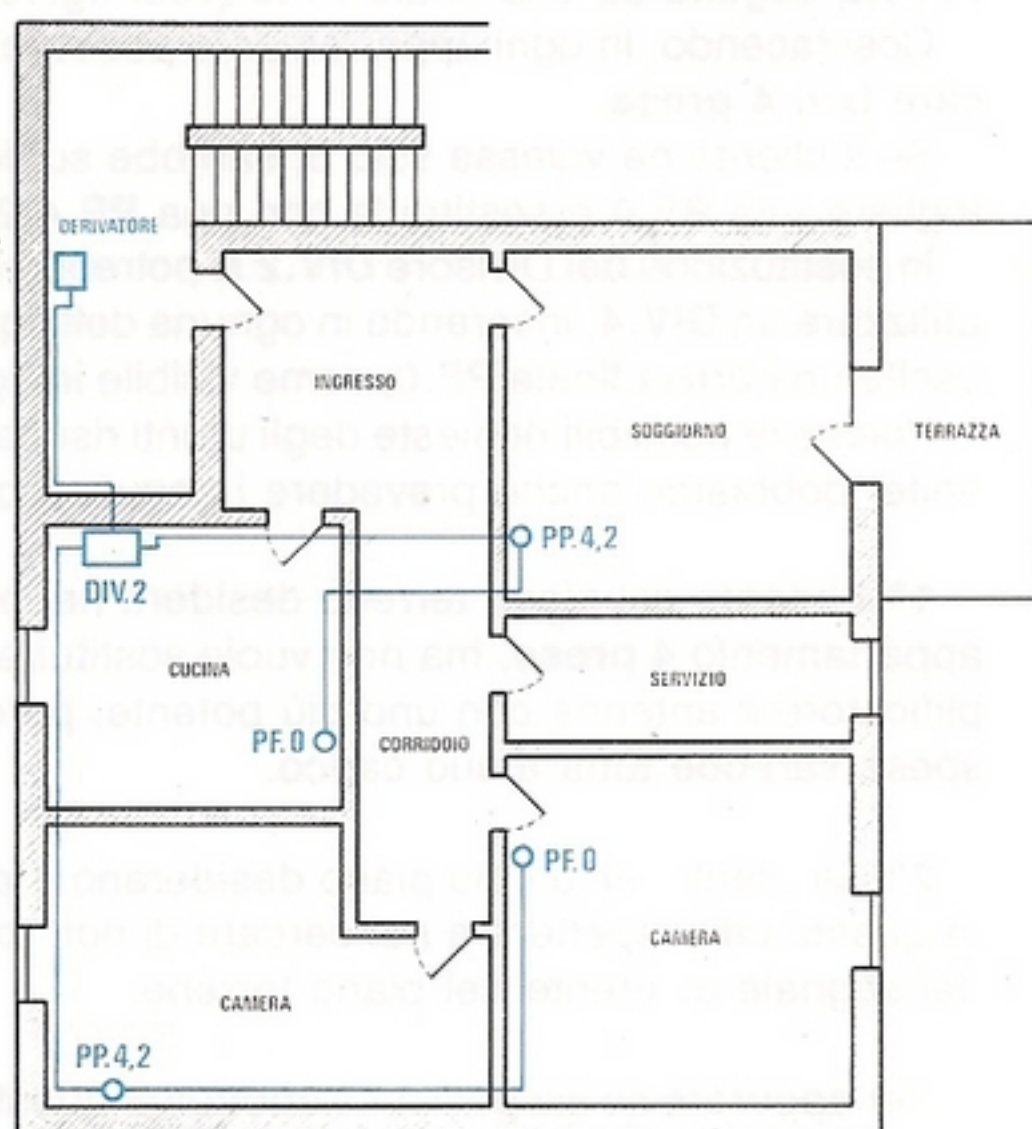 DERIVATORE
INGRESSO
SOGGIORNO
TERRAZZA
PP.4,2
DIV.2
CUCINA
SERVIZIO
PF.0
CORRIDOIO
PF.0
CAMERA
CAMERA
PP.4,2